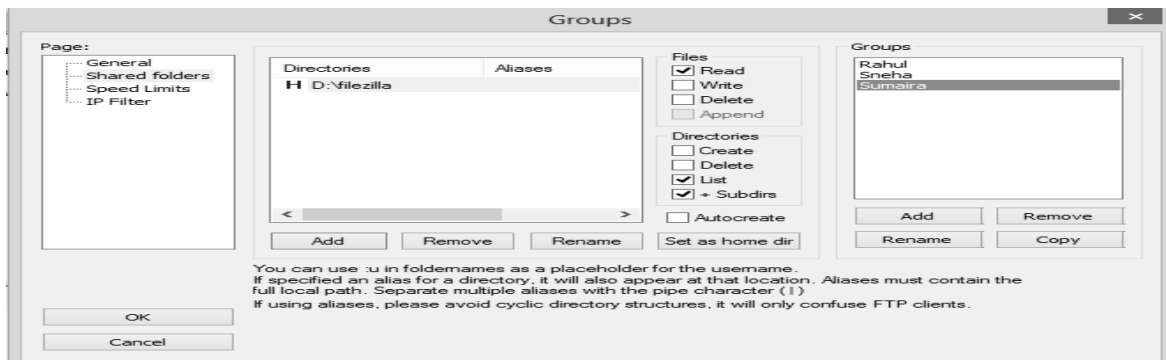 Groups
Page:
General
Shared folders
Speed Limits
IP Filter
OK
Cancel
Directories Aliases
H D:\filezilla
Add Remove Rename Set as home dir
Files
Read
Write
Delete
Append
Directories
Create
Delete
List
+ Subdirs
Autocreate
Groups
Rahul
Sneha
Sumaira
Add Remove
Rename Copy
You can use :u in foldernames as a placeholder for the username.
If specified an alias for a directory, it will also appear at that location. Aliases must contain the
full local path. Separate multiple aliases with the pipe character ( | )
If using aliases, please avoid cyclic directory structures, it will only confuse FTP clients.